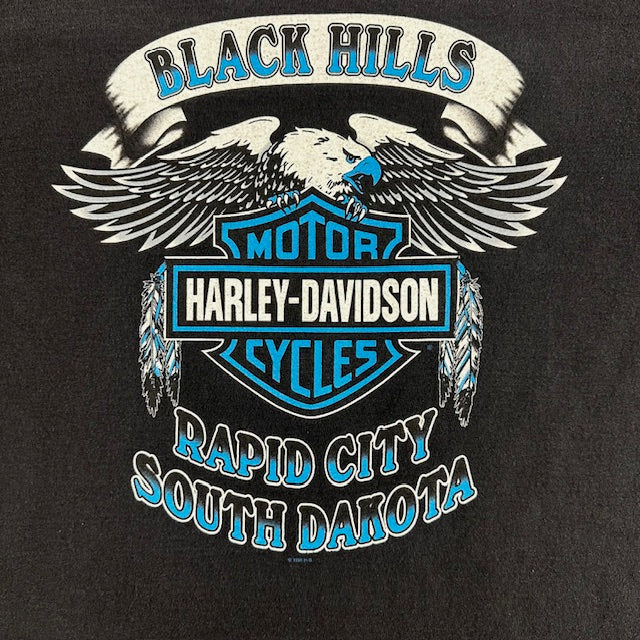 BLACK HILLS
MOTOR
HARLEY-DAVIDSON
CYCLES
RAPID CITY
SOUTH DAKOTA